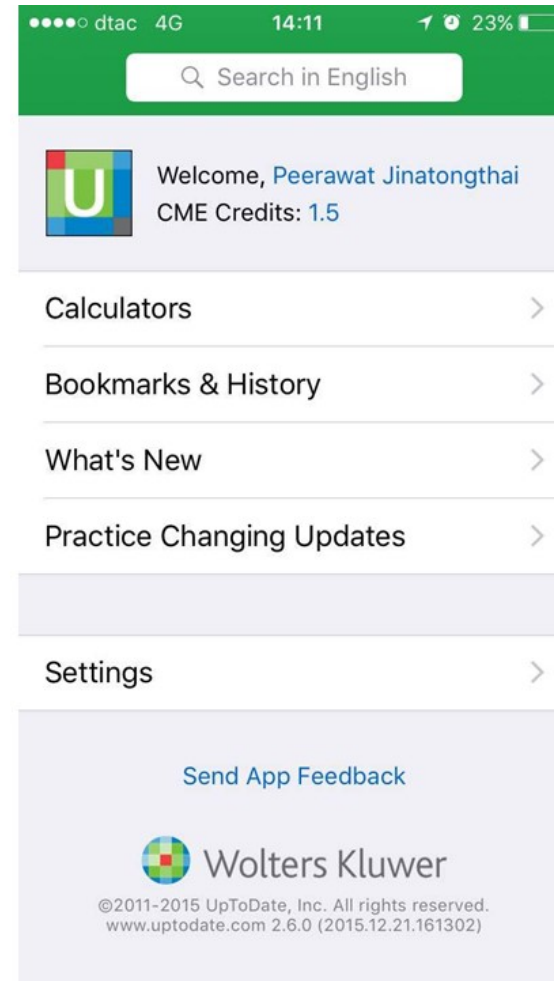 dtac 4G 14:11 23%
Search in English
U
Welcome, Peerawat Jinatongthai
CME Credits: 1.5
Calculators
Bookmarks & History
What's New
Practice Changing Updates
Settings
Send App Feedback
Wolters Kluwer
©2011-2015 UpToDate, Inc. All rights reserved.
www.uptodate.com 2.6.0 (2015.12.21.161302)